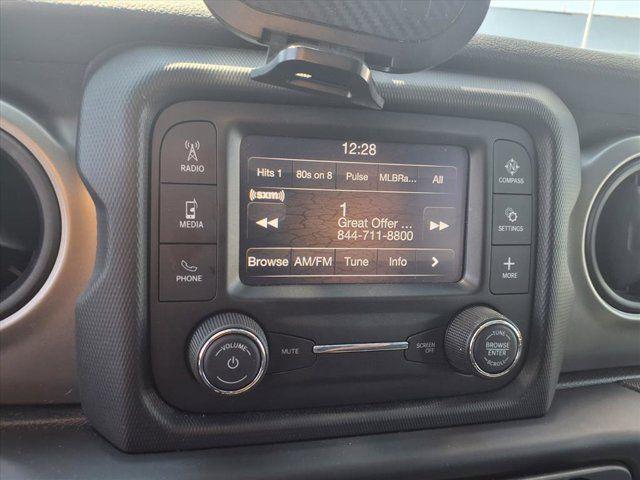 12:28
Hits 1 80s on 8 Pulse MLBRa... All
((sxm))
1
Great Offer ...
844-711-8800
Browse AM/FM Tune Info >
RADIO
MEDIA
PHONE
COMPASS
SETTINGS
MORE
VOLUME
MUTE
SCREEN
OFF
TUNE
BROWSE
ENTER
SCROLL